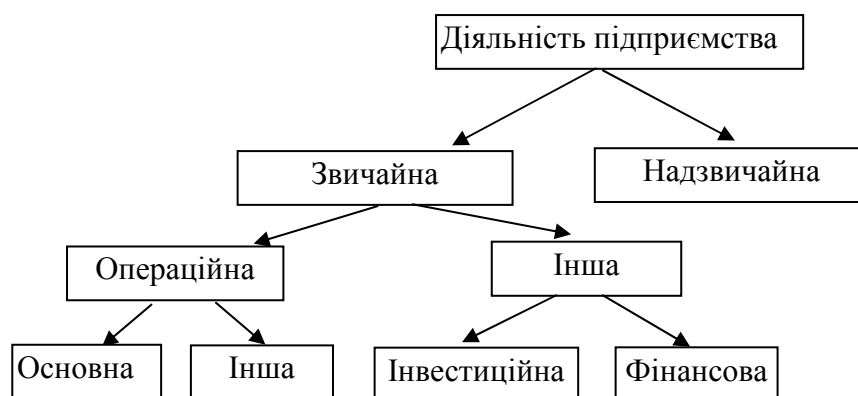 Діяльність підприємства
Звичайна
Надзвичайна
Операційна
Інша
Основна
Інша
Інвестиційна
Фінансова